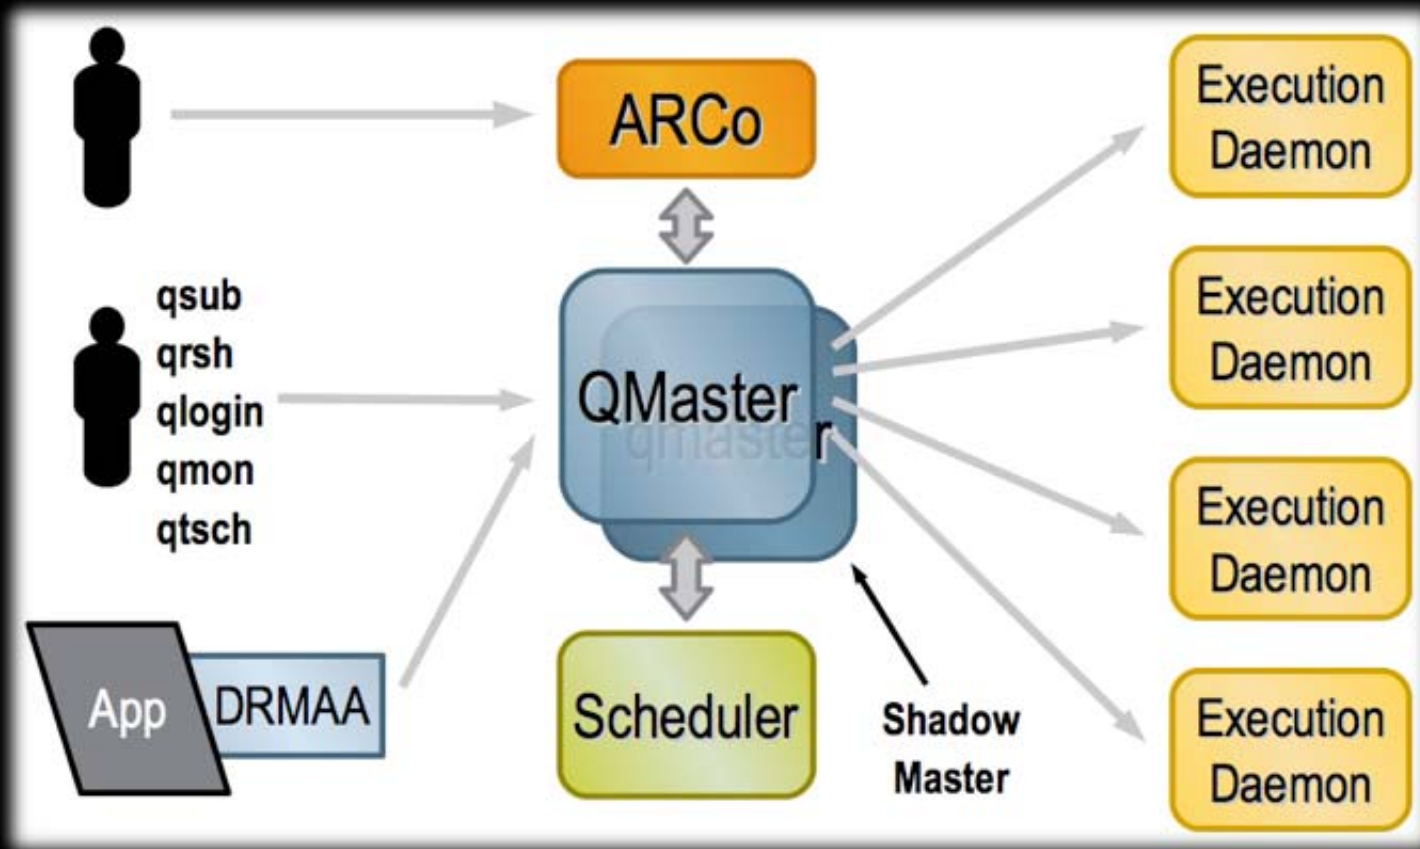 ARCo
Execution
Daemon
qsub
qrsh
qlogin
qmon
qtsch
QMaster
qmaster
Execution
Daemon
Execution
Daemon
App
DRMAA
Scheduler
Shadow
Master
Execution
Daemon